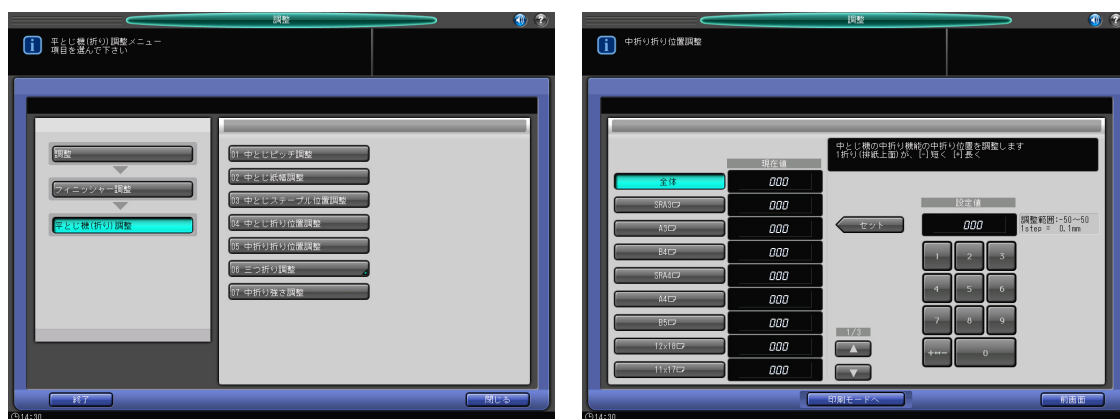 調整
平とじ機(折り)調整メニュー
項目を選んで下さい
調整
フィニッシャー調整
平とじ機(折り)調整
01 中とじピッチ調整
02 中とじ紙幅調整
03 中とじステープル位置調整
04 中とじ折り位置調整
05 中折り折り位置調整
06 三つ折り調整
07 中折り強さ調整
終了
閉じる
14:30
調整
中折り折り位置調整
中とじ機の中折り機能の中折り位置を調整します
1折り(排紙上面)が、[-]短く [+]長く
現在値
全体 000
SRA3 000
A3 000
B4 000
SRA4 000
A4 000
B5 000
12x18 000
11x17 000
セット
設定値
000
調整範囲:-50～50
1step = 0.1mm
1 2 3
4 5 6
7 8 9
+↔- 0
1/3
印刷モードへ
前画面
14:30